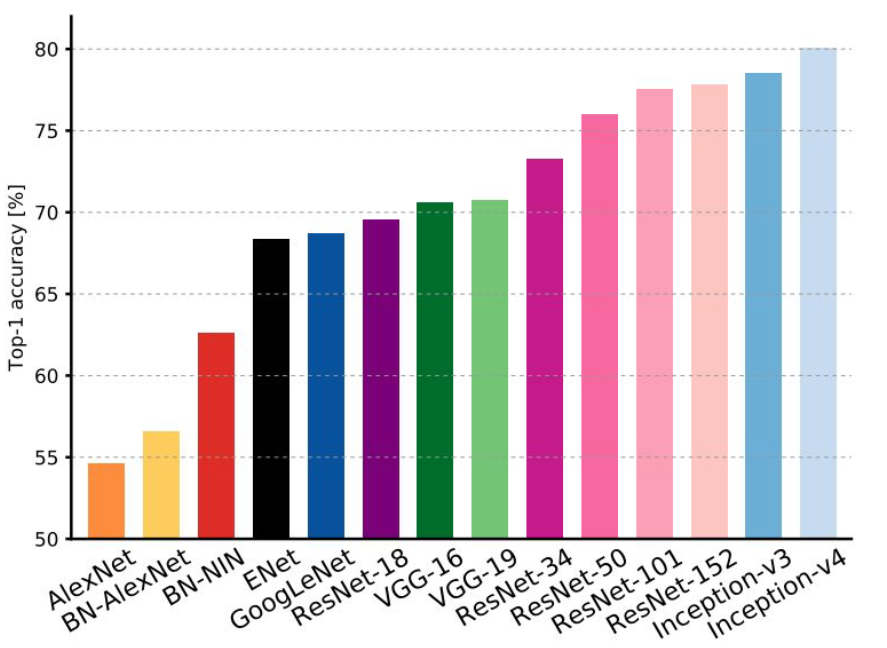 Top-1 accuracy [%]
80
75
70
65
60
55
50
AlexNet
BN-AlexNet
BN-NIN
ENet
GoogLeNet
ResNet-18
VGG-16
VGG-19
ResNet-34
ResNet-50
ResNet-101
ResNet-152
Inception-v3
Inception-v4